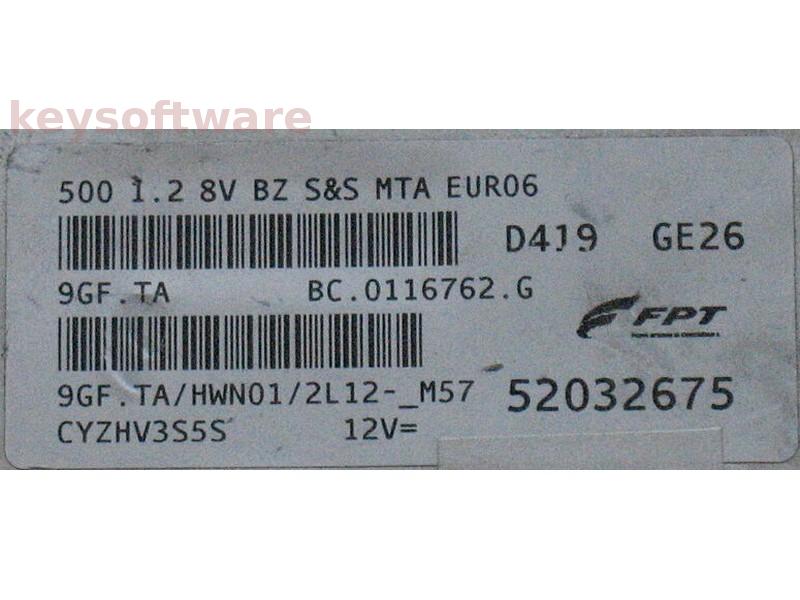 keysoftware
500 1.2 8V BZ S&S MTA EURO6
D419 GE26
9GF.TA BC.0116762.G
FPT
9GF.TA/HWN01/2L12-_M57
52032675
CYZHV3S5S 12V=